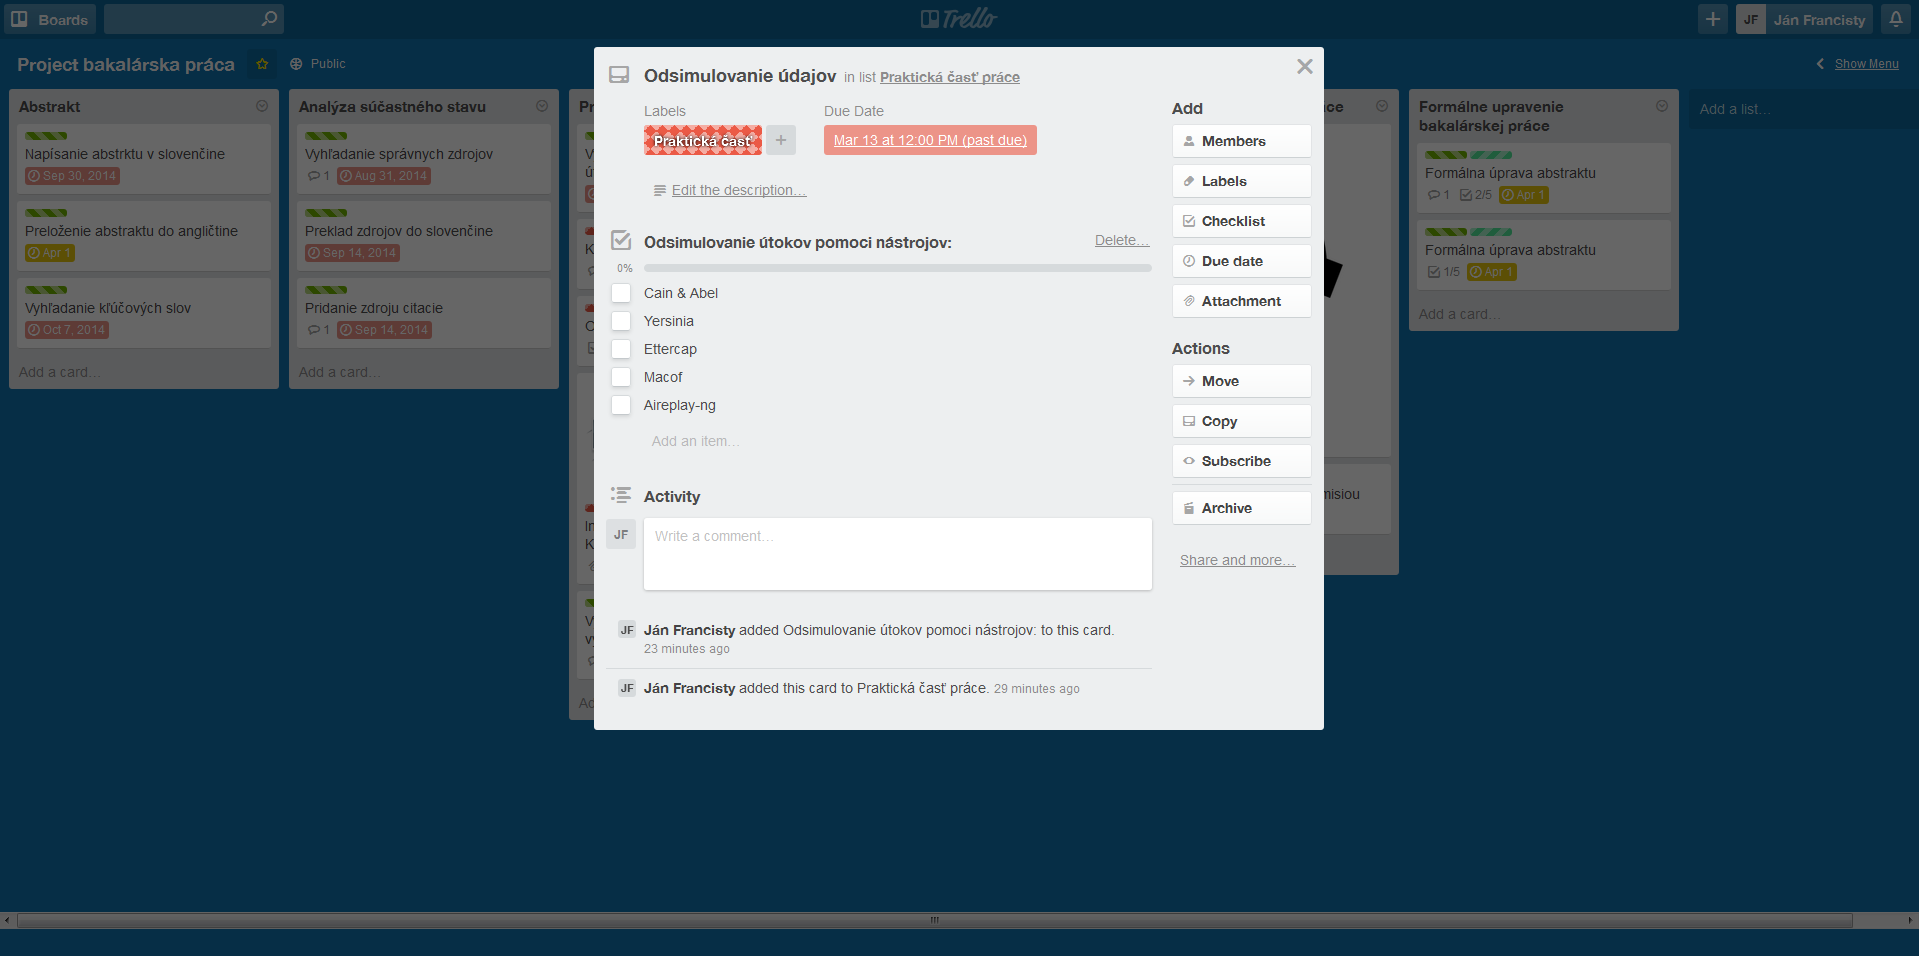 Boards
Trello
JF Ján Francisty
Project bakalárska práca
Public
Show Menu
Abstrakt
Napísanie abstrktu v slovenčine
Sep 30, 2014
Preloženie abstraktu do angličtine
Apr 1
Vyhľadanie kľúčových slov
Oct 7, 2014
Add a card…
Analýza súčastného stavu
Vyhľadanie správnych zdrojov
1 Aug 31, 2014
Preklad zdrojov do slovenčine
Sep 14, 2014
Pridanie zdroju citacie
1 Sep 14, 2014
Add a card…
Odsimulovanie údajov in list Praktická časť práce
Labels
Praktická časť
+
Due Date
Mar 13 at 12:00 PM (past due)
Edit the description…
Odsimulovanie útokov pomoci nástrojov:
Delete…
0%
Cain & Abel
Yersinia
Ettercap
Macof
Aireplay-ng
Add an item…
Activity
JF
Write a comment…
JF Ján Francisty added Odsimulovanie útokov pomoci nástrojov: to this card.
23 minutes ago
JF Ján Francisty added this card to Praktická časť práce. 29 minutes ago
Add
Members
Labels
Checklist
Due date
Attachment
Actions
Move
Copy
Subscribe
Archive
Share and more…
Formálne upravenie
bakalárskej práce
Formálna úprava abstraktu
1 2/5 Apr 1
Formálna úprava abstraktu
1/5 Apr 1
Add a card…
Add a list…